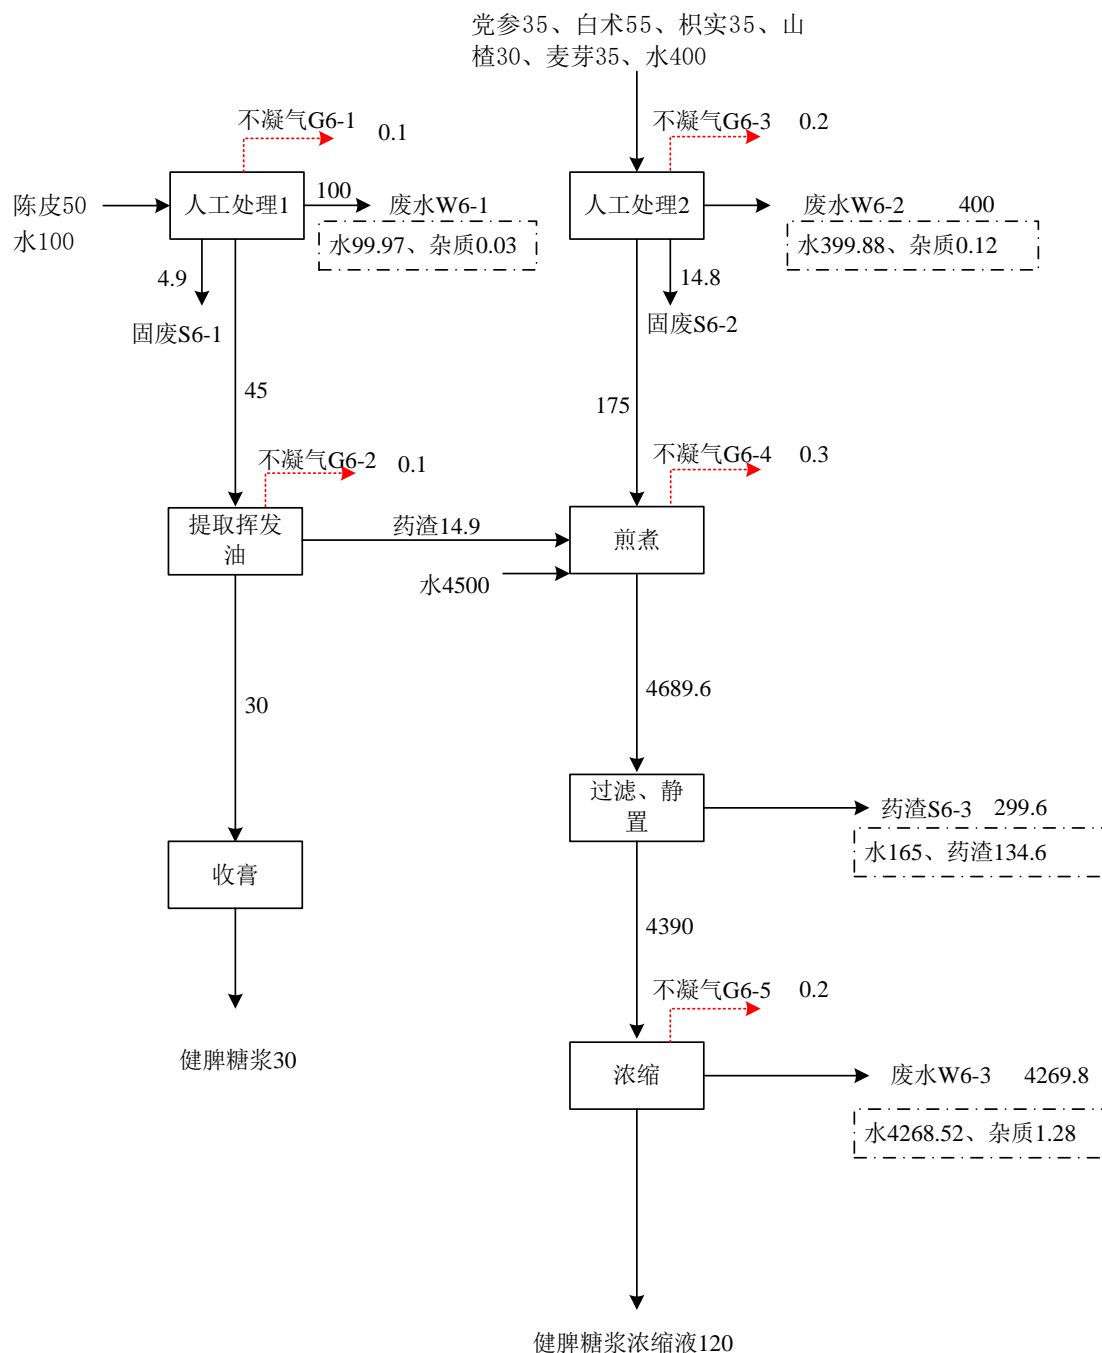 党参35、白术55、枳实35、山
楂30、麦芽35、水400
不凝气G6-1
0.1
不凝气G6-3
0.2
陈皮50
水100
人工处理1
100
废水W6-1
水99.97、杂质0.03
人工处理2
废水W6-2
400
水399.88、杂质0.12
4.9
固废S6-1
14.8
固废S6-2
45
175
不凝气G6-2
0.1
不凝气G6-4
0.3
提取挥发
油
药渣14.9
水4500
煎煮
30
4689.6
过滤、静
置
药渣S6-3
299.6
水165、药渣134.6
收膏
4390
不凝气G6-5
0.2
健脾糖浆30
浓缩
废水W6-3
4269.8
水4268.52、杂质1.28
健脾糖浆浓缩液120